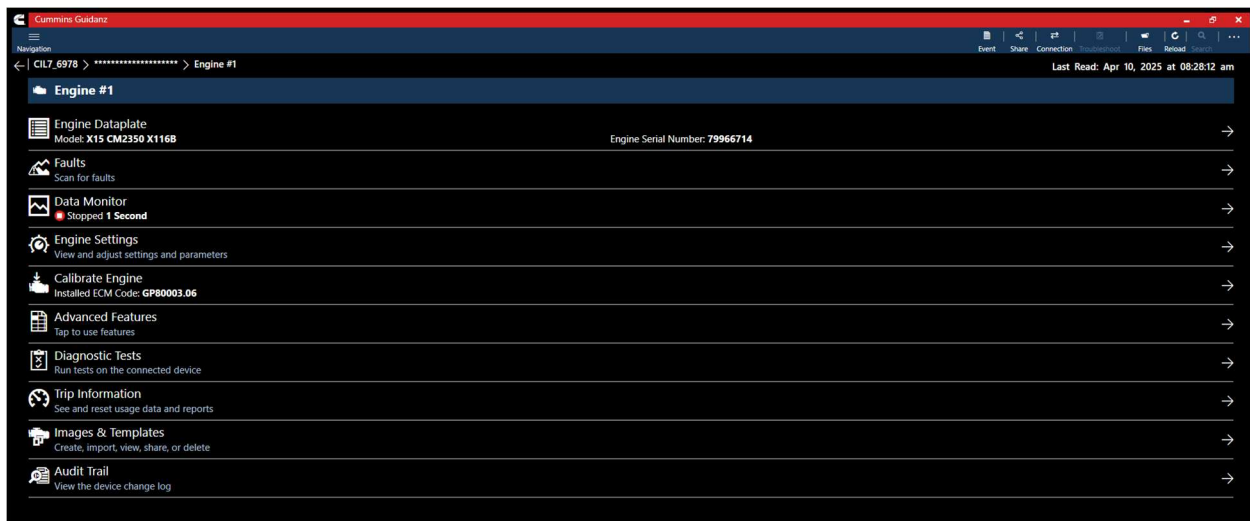 Cummins Guidanz
Navigation
Event Share Connection Troubleshoot Files Reload Search
CIL7_6978 > ******************** > Engine #1
Last Read: Apr 10, 2025 at 08:28:12 am
Engine #1
Engine Dataplate
Model: X15 CM2350 X116B Engine Serial Number: 79966714
Faults
Scan for faults
Data Monitor
Stopped 1 Second
Engine Settings
View and adjust settings and parameters
Calibrate Engine
Installed ECM Code: GP80003.06
Advanced Features
Tap to use features
Diagnostic Tests
Run tests on the connected device
Trip Information
See and reset usage data and reports
Images & Templates
Create, import, view, share, or delete
Audit Trail
View the device change log